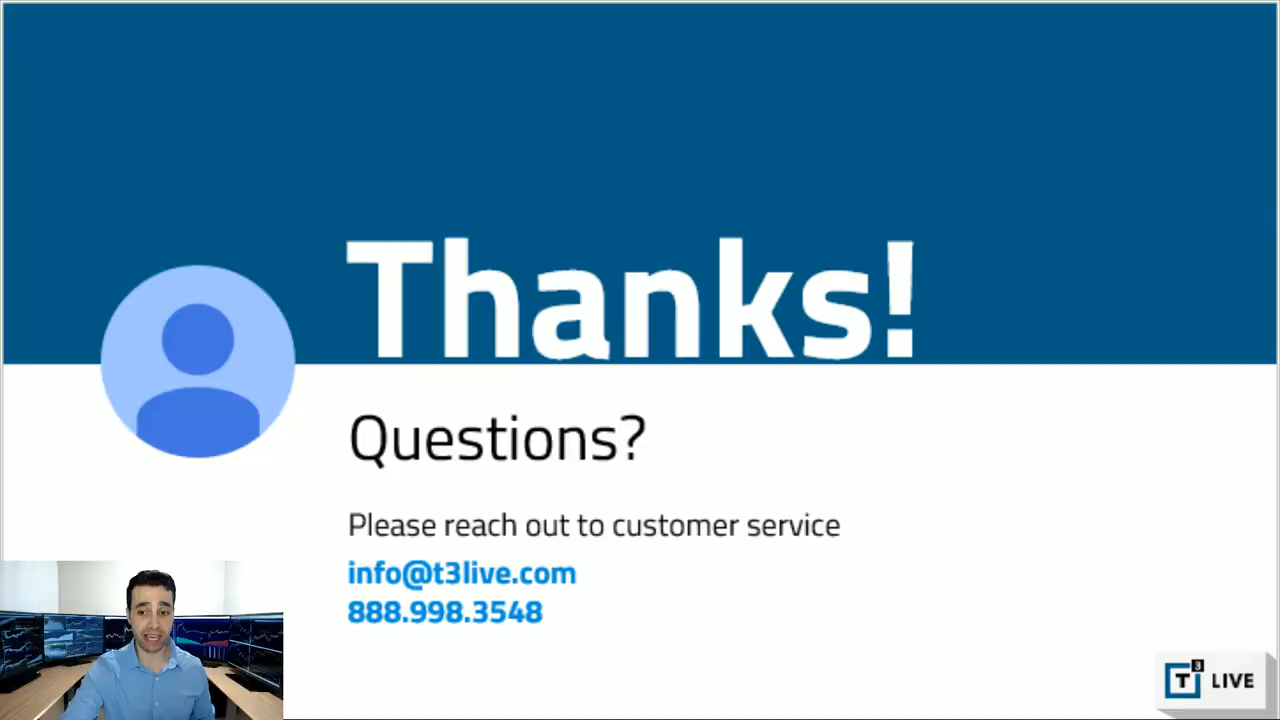 Thanks!
Questions?
Please reach out to customer service
info@t3live.com
888.998.3548
T3 LIVE